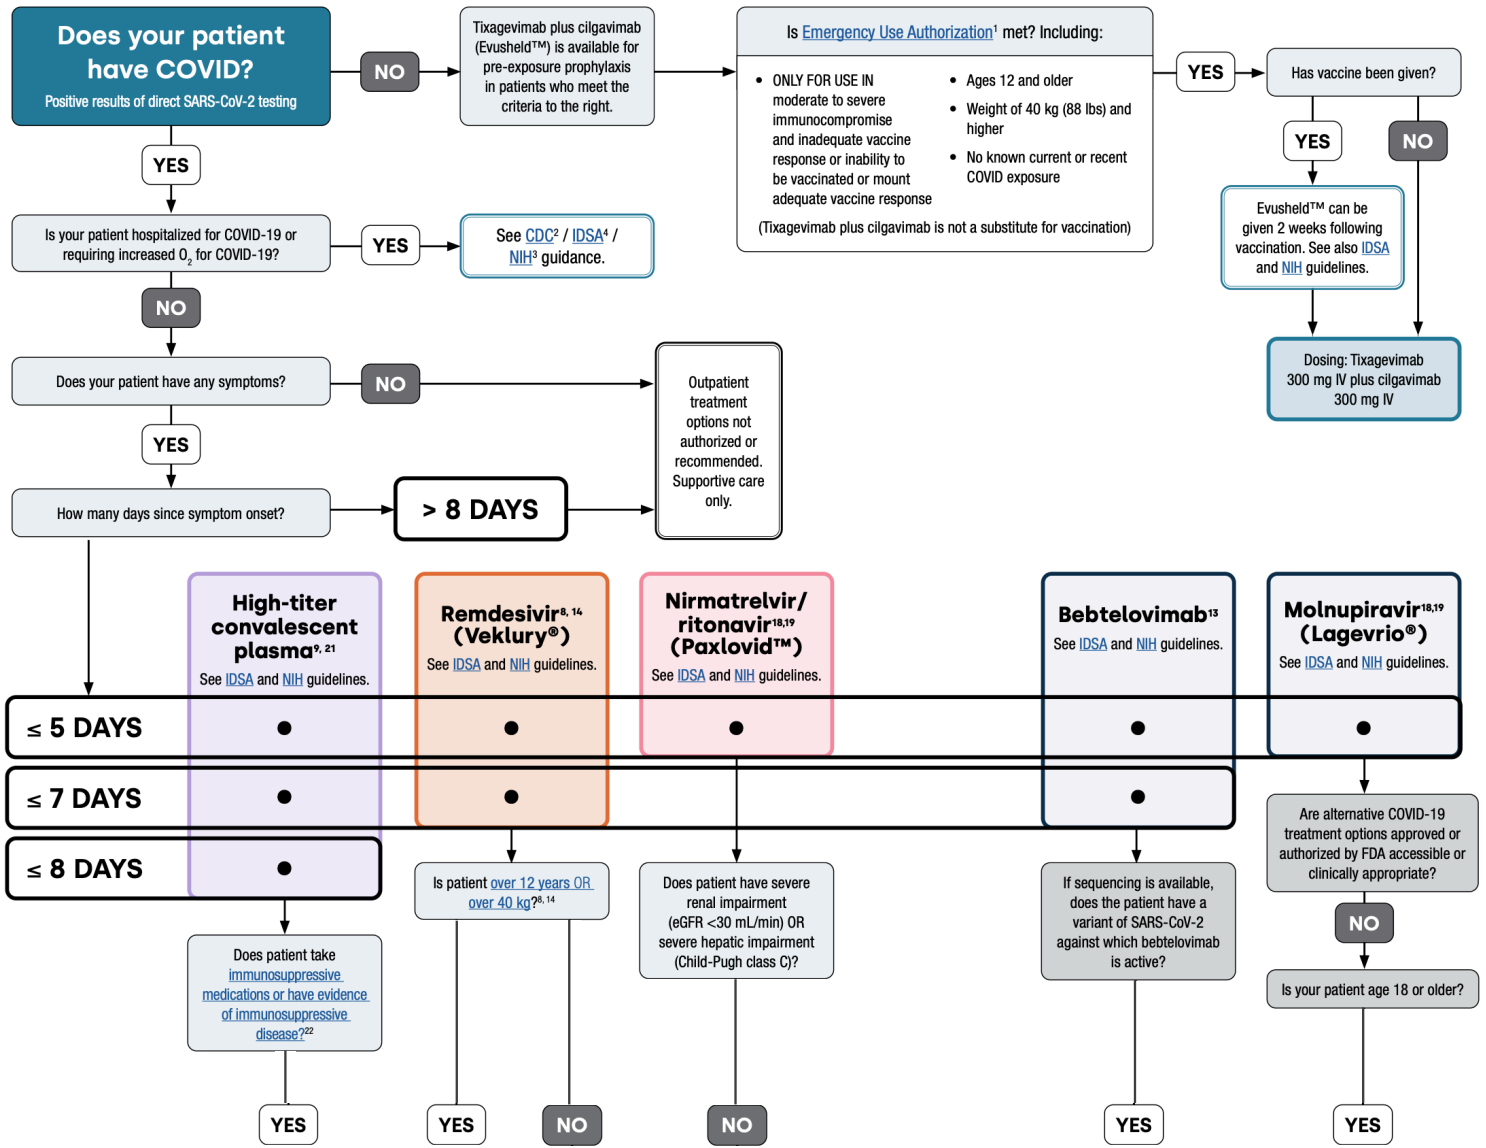 Does your patient
have COVID?
Positive results of direct SARS-CoV-2 testing
NO
Tixagevimab plus cilgavimab
(Evusheld™) is available for
pre-exposure prophylaxis
in patients who meet the
criteria to the right.
Is Emergency Use Authorization¹ met? Including:
• ONLY FOR USE IN
moderate to severe
immunocompromise
and inadequate vaccine
response or inability to
be vaccinated or mount
adequate vaccine response
• Ages 12 and older
• Weight of 40 kg (88 lbs) and
higher
• No known current or recent
COVID exposure
(Tixagevimab plus cilgavimab is not a substitute for vaccination)
YES
Has vaccine been given?
YES
NO
Evusheld™ can be
given 2 weeks following
vaccination. See also IDSA
and NIH guidelines.
Dosing: Tixagevimab
300 mg IV plus cilgavimab
300 mg IV
YES
Is your patient hospitalized for COVID-19 or
requiring increased O₂ for COVID-19?
YES
See CDC² / IDSA⁴ /
NIH³ guidance.
NO
Does your patient have any symptoms?
NO
Outpatient
treatment
options not
authorized or
recommended.
Supportive care
only.
YES
How many days since symptom onset?
> 8 DAYS
High-titer
convalescent
plasma⁹, ²¹
See IDSA and NIH guidelines.
Remdesivir⁸, ¹⁴
(Veklury®)
See IDSA and NIH guidelines.
Nirmatrelvir/
ritonavir¹⁸,¹⁹
(Paxlovid™)
See IDSA and NIH guidelines.
Bebtelovimab¹³
See IDSA and NIH guidelines.
Molnupiravir¹⁸,¹⁹
(Lagevrio®)
See IDSA and NIH guidelines.
≤ 5 DAYS
≤ 7 DAYS
≤ 8 DAYS
Does patient take
immunosuppressive
medications or have evidence
of immunosuppressive
disease?²²
YES
Is patient over 12 years OR
over 40 kg?⁸, ¹⁴
YES
NO
Does patient have severe
renal impairment
(eGFR <30 mL/min) OR
severe hepatic impairment
(Child-Pugh class C)?
NO
If sequencing is available,
does the patient have a
variant of SARS-CoV-2
against which bebtelovimab
is active?
YES
Are alternative COVID-19
treatment options approved or
authorized by FDA accessible or
clinically appropriate?
NO
Is your patient age 18 or older?
YES